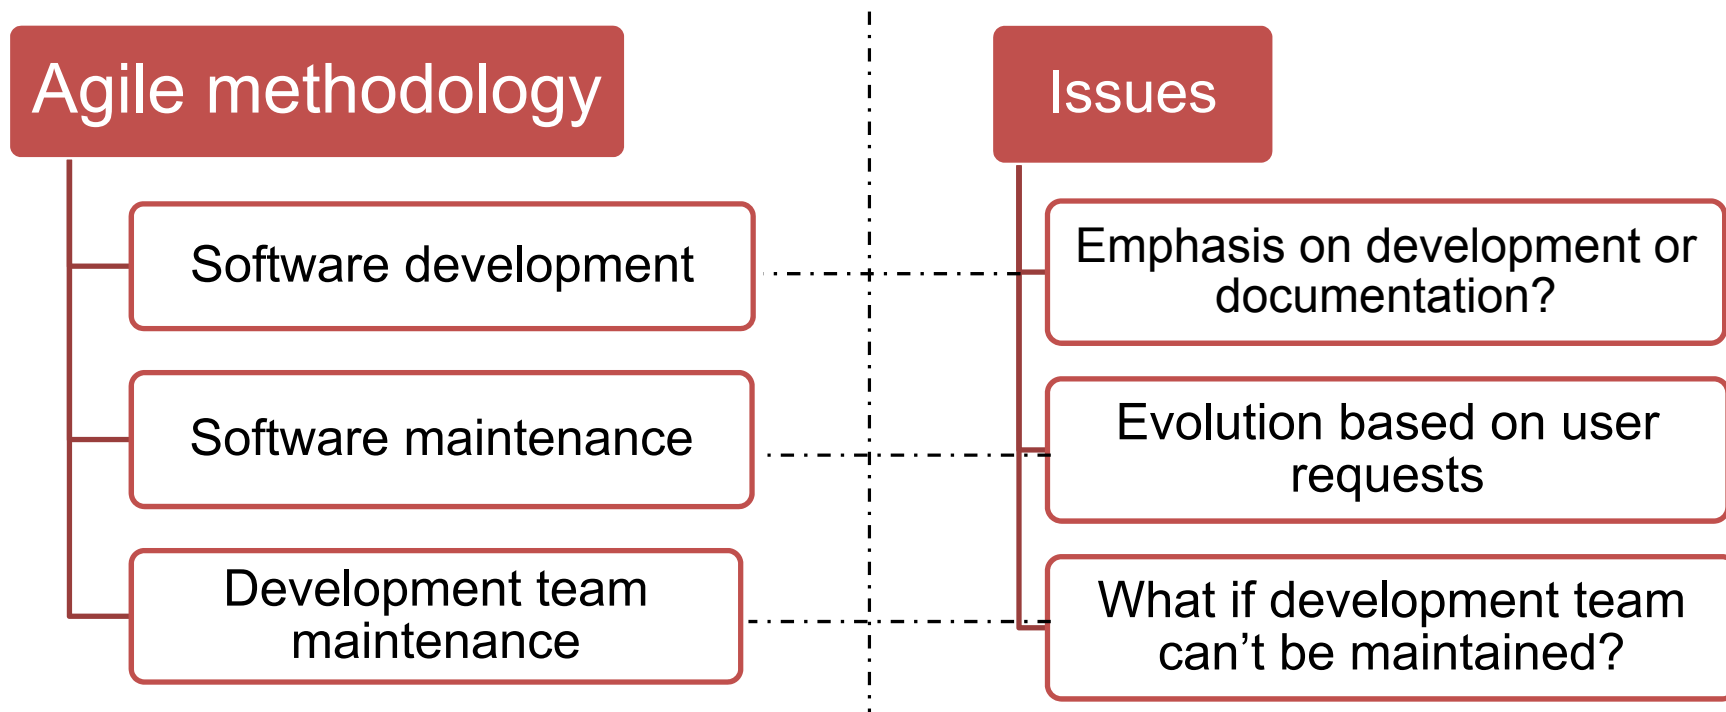 Agile methodology
Software development
Software maintenance
Development team
maintenance
Issues
Emphasis on development or
documentation?
Evolution based on user
requests
What if development team
can’t be maintained?